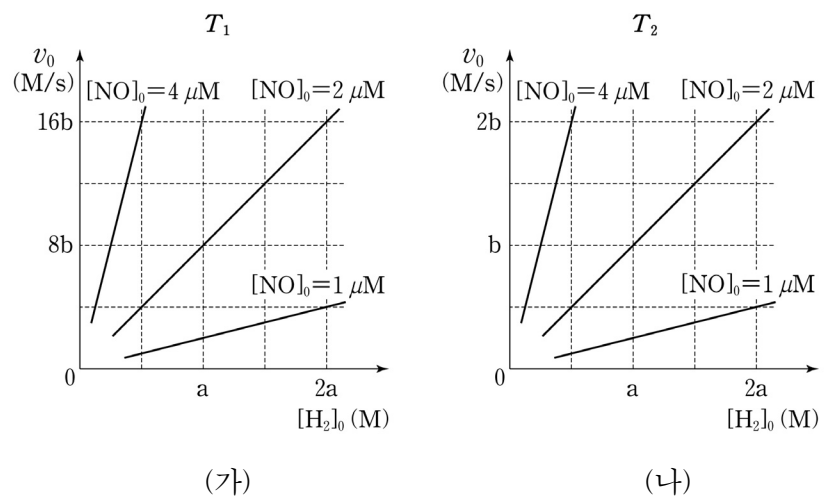 T₁
v₀
(M/s)
[NO]₀=4 μM
[NO]₀=2 μM
16b
8b
[NO]₀=1 μM
0
a
2a
[H₂]₀ (M)
(가)
T₂
v₀
(M/s)
[NO]₀=4 μM
[NO]₀=2 μM
2b
b
[NO]₀=1 μM
0
a
2a
[H₂]₀ (M)
(나)